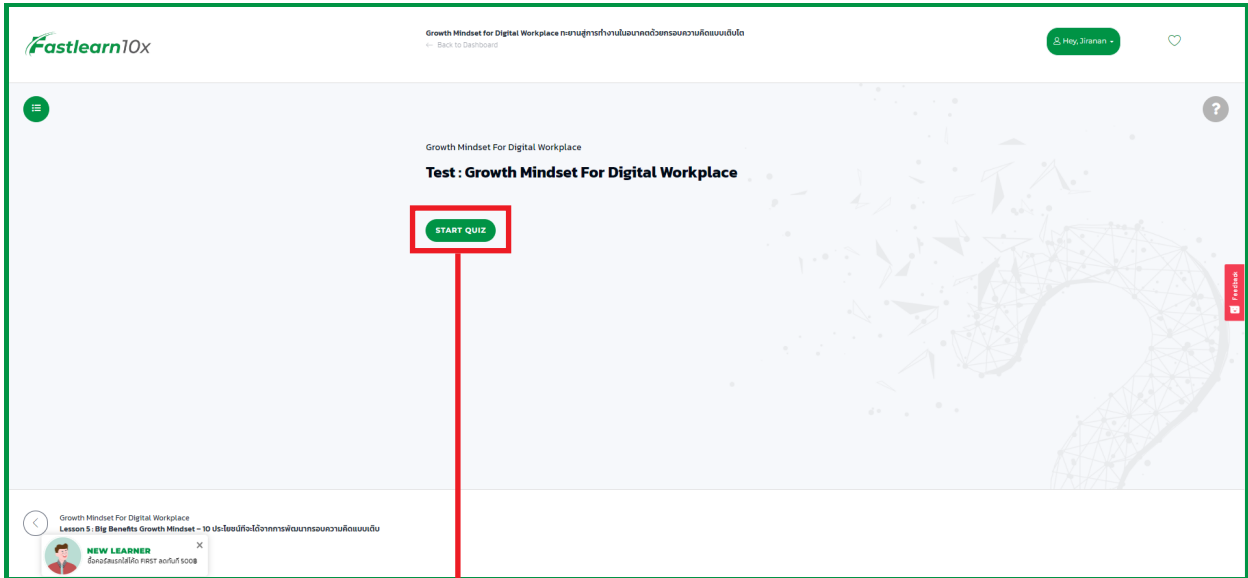 Fastlearn10x
Growth Mindset for Digital Workplace ทะยานสู่การทำงานในอนาคตด้วยกรอบความคิดแบบเติบโต
← Back to Dashboard
Hey, Jiranan
?
Growth Mindset For Digital Workplace
Test : Growth Mindset For Digital Workplace
START QUIZ
Feedback
Growth Mindset For Digital Workplace
Lesson 5 : Big Benefits Growth Mindset – 10 ประโยชน์ที่จะได้จากการพัฒนากรอบความคิดแบบเติบ
NEW LEARNER
ซื้อคอร์สแรกใส่โค้ด FIRST ลดทันที 500฿